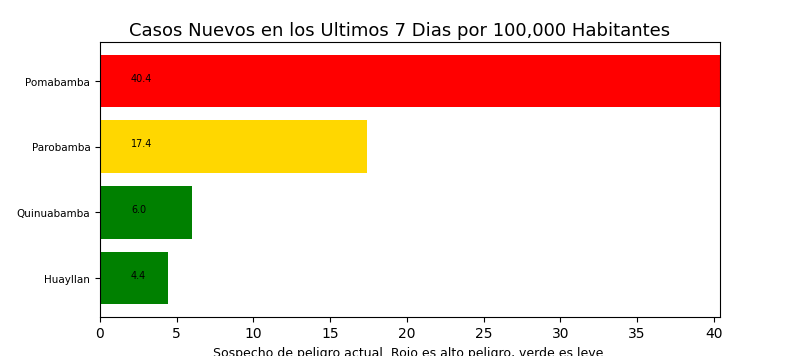 Casos Nuevos en los Ultimos 7 Dias por 100,000 Habitantes
Pomabamba 40.4
Parobamba 17.4
Quinuabamba 6.0
Huayllan 4.4
0 5 10 15 20 25 30 35 40
Sospecho de peligro actual. Rojo es alto peligro, verde es leve